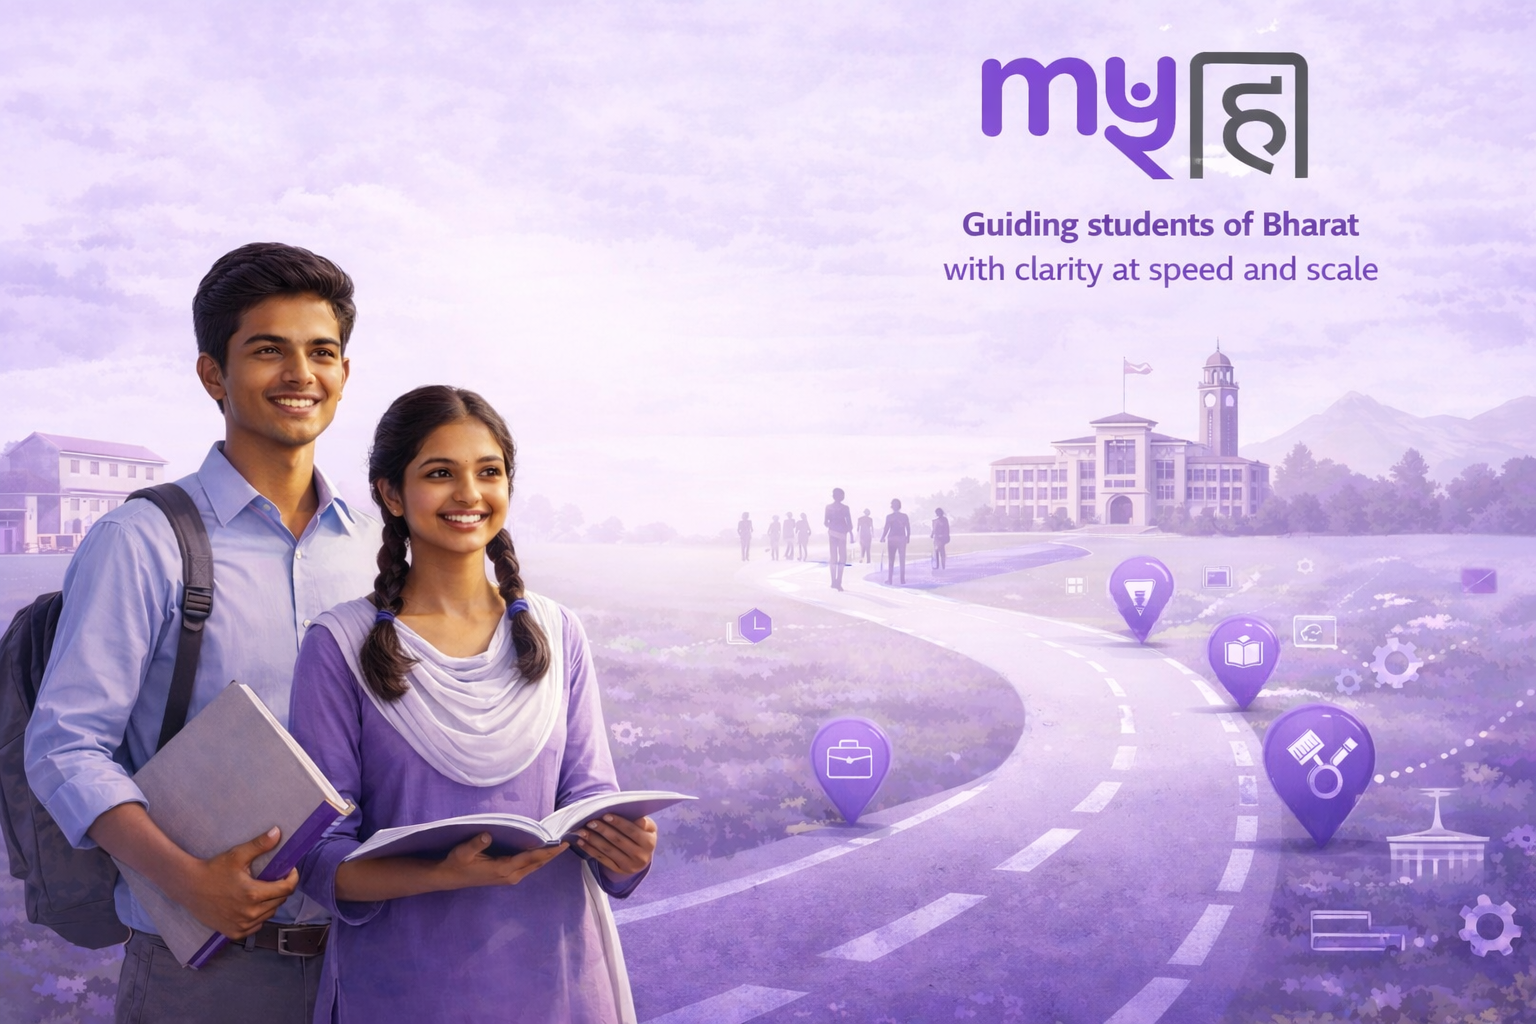 my ह
Guiding students of Bharat
with clarity at speed and scale